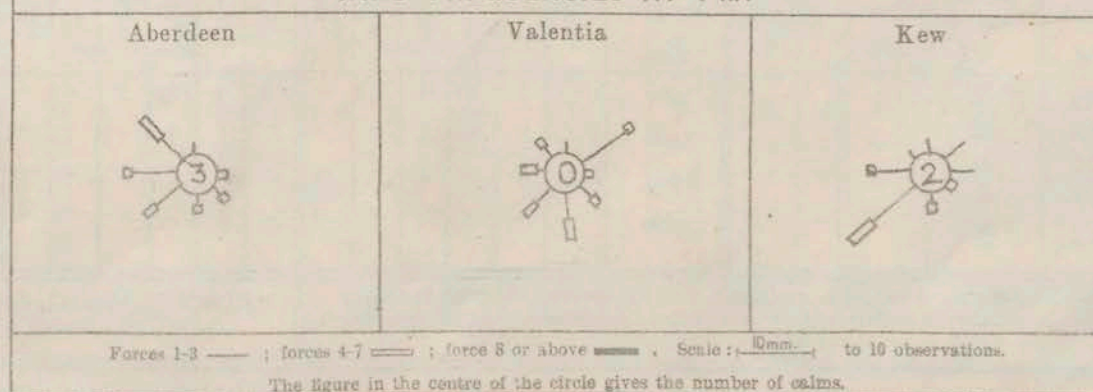 Aberdeen
Valentia
Kew
3
0
2
Forces 1-3 ; forces 4-7 ; force 8 or above . Scale : 10mm. to 10 observations.
The figure in the centre of the circle gives the number of calms.